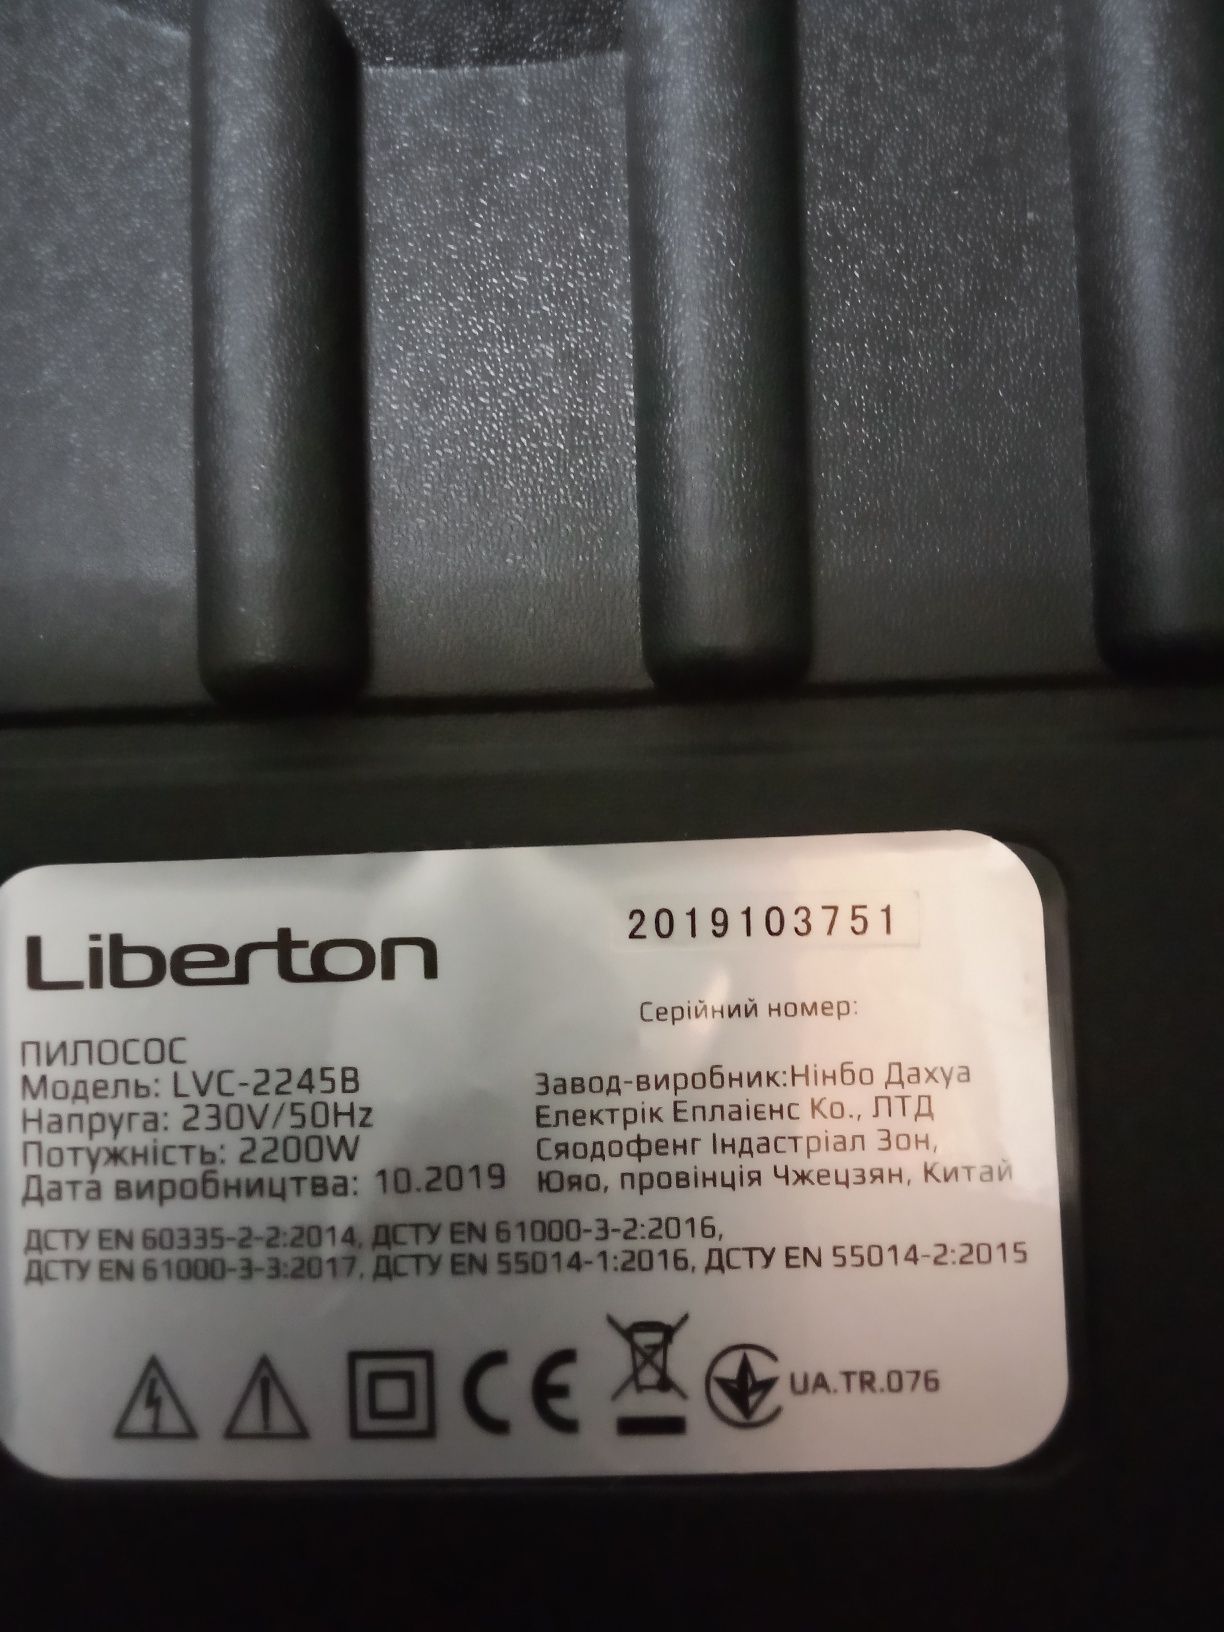 Liberton
2019103751
Серійний номер:
ПИЛОСОС
Модель: LVC-2245B
Напруга: 230V/50Hz
Потужність: 2200W
Дата виробництва: 10.2019
Завод-виробник:Нінбо Дахуа
Електрік Еплаієнс Ко., ЛТД
Сяодофенг Індастріал Зон,
Юяо, провінція Чжецзян, Китай
ДСТУ EN 60335-2-2:2014, ДСТУ EN 61000-3-2:2016,
ДСТУ EN 61000-3-3:2017, ДСТУ EN 55014-1:2016, ДСТУ EN 55014-2:2015
CE
UA.TR.076